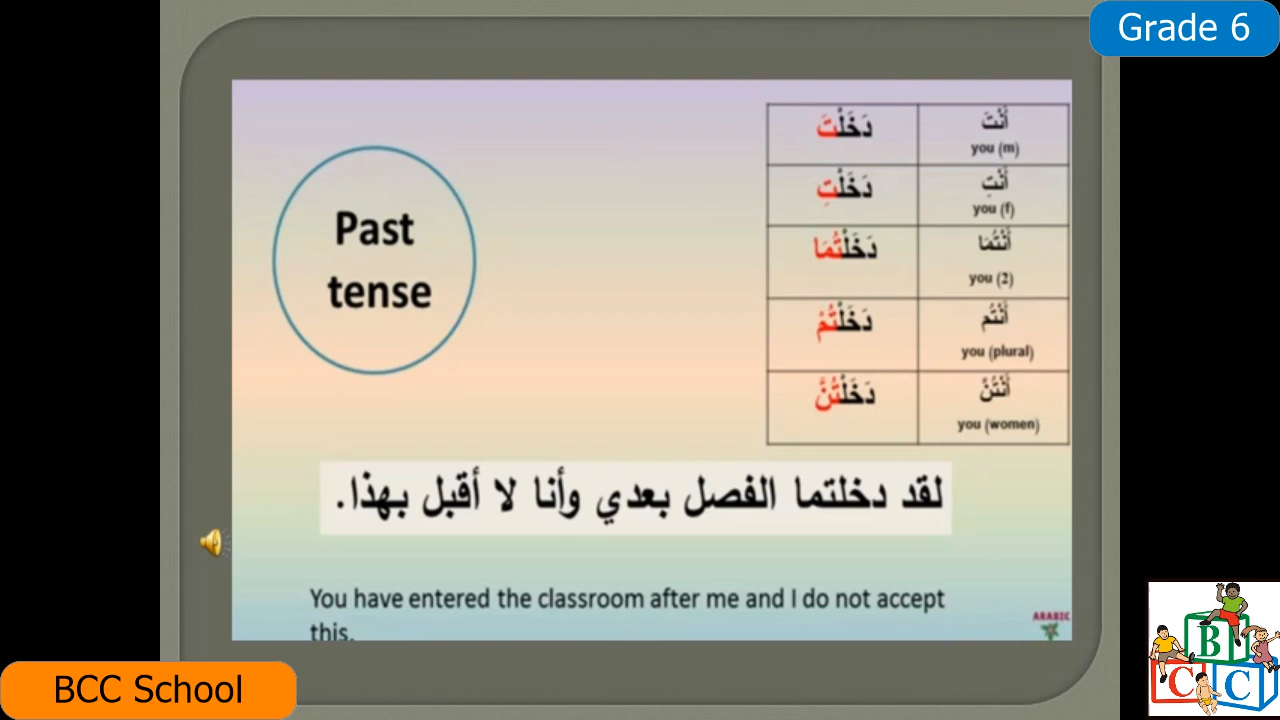 Grade 6
Past
tense
دَخَلْتَ
أَنْتَ
you (m)
دَخَلْتِ
أَنْتِ
you (f)
دَخَلْتُمَا
أَنْتُمَا
you (2)
دَخَلْتُمْ
أَنْتُم
you (plural)
دَخَلْتُنَّ
أَنْتُنَّ
you (women)
لقد دخلتما الفصل بعدي وأنا لا أقبل بهذا.
You have entered the classroom after me and I do not accept
this.
ARABIC
BCC School
B
C C